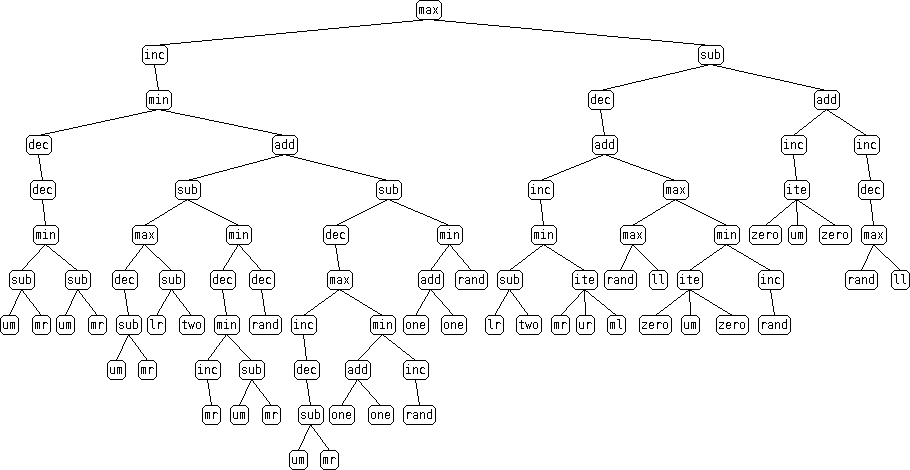 max
inc sub
min dec add
dec add add inc inc
dec sub sub inc max ite dec
min max min dec min min max min zero um zero max
sub sub dec sub dec dec max add rand sub ite rand ll ite inc rand ll
um mr um mr sub lr two min rand inc min one one lr two mr ur ml zero um zero rand
um mr inc sub dec add inc
mr um mr sub one one rand
um mr